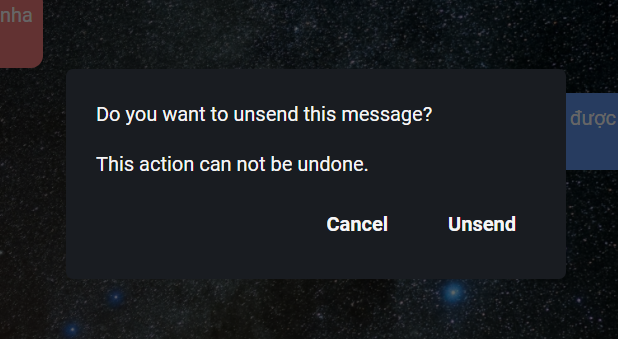 nha
Do you want to unsend this message?
được
This action can not be undone.
Cancel
Unsend